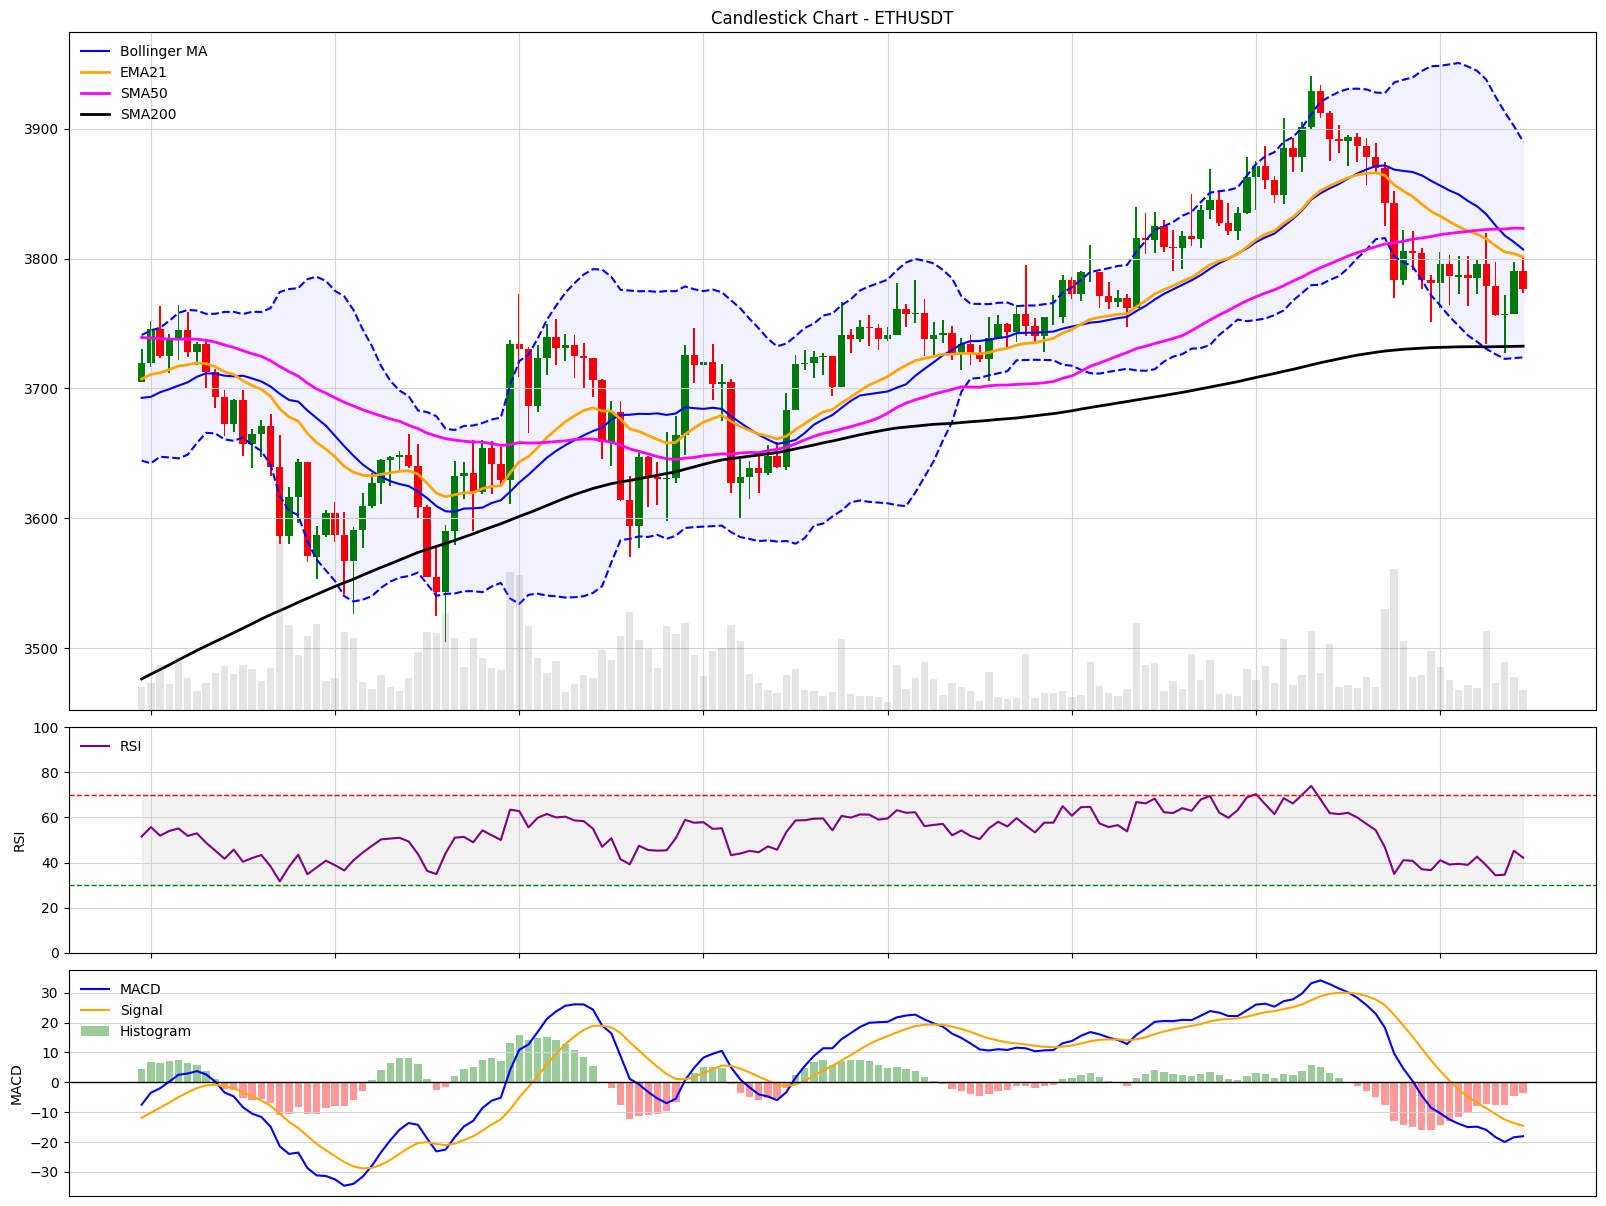 Candlestick Chart - ETHUSDT
Bollinger MA
EMA21
SMA50
SMA200
3900
3800
3700
3600
3500
RSI
100
80
60
40
20
0
RSI
MACD
Signal
Histogram
30
20
10
0
−10
−20
−30
MACD